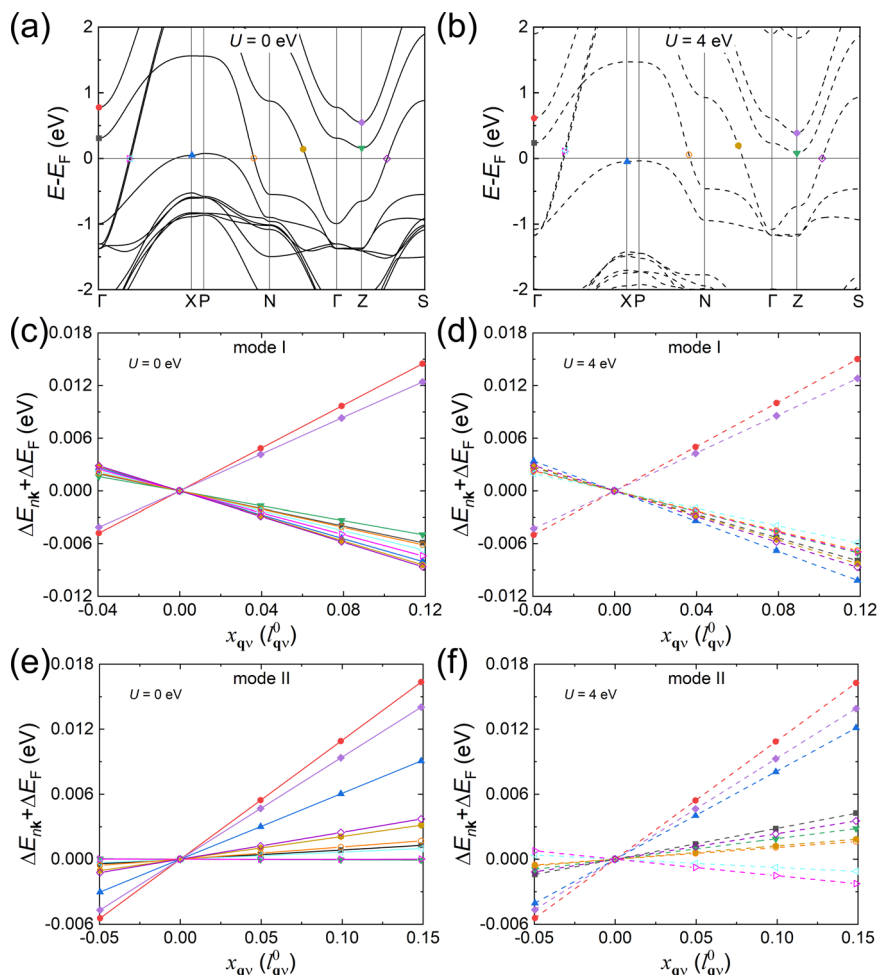 (a)
U = 0 eV
2
1
0
-1
-2
E-E_F (eV)
Γ X P N Γ Z S
(b)
U = 4 eV
2
1
0
-1
-2
E-E_F (eV)
Γ X P N Γ Z S
(c)
mode I
U = 0 eV
0.018
0.012
0.006
0.000
-0.006
-0.012
ΔE_nk+ΔE_F (eV)
-0.04 0.00 0.04 0.08 0.12
x_qν (l⁰_qν)
(d)
mode I
U = 4 eV
0.018
0.012
0.006
0.000
-0.006
-0.012
ΔE_nk+ΔE_F (eV)
-0.04 0.00 0.04 0.08 0.12
x_qν (l⁰_qν)
(e)
mode II
U = 0 eV
0.018
0.012
0.006
0.000
-0.006
ΔE_nk+ΔE_F (eV)
-0.05 0.00 0.05 0.10 0.15
x_qν (l⁰_qν)
(f)
mode II
U = 4 eV
0.018
0.012
0.006
0.000
-0.006
ΔE_nk+ΔE_F (eV)
-0.05 0.00 0.05 0.10 0.15
x_qν (l⁰_qν)